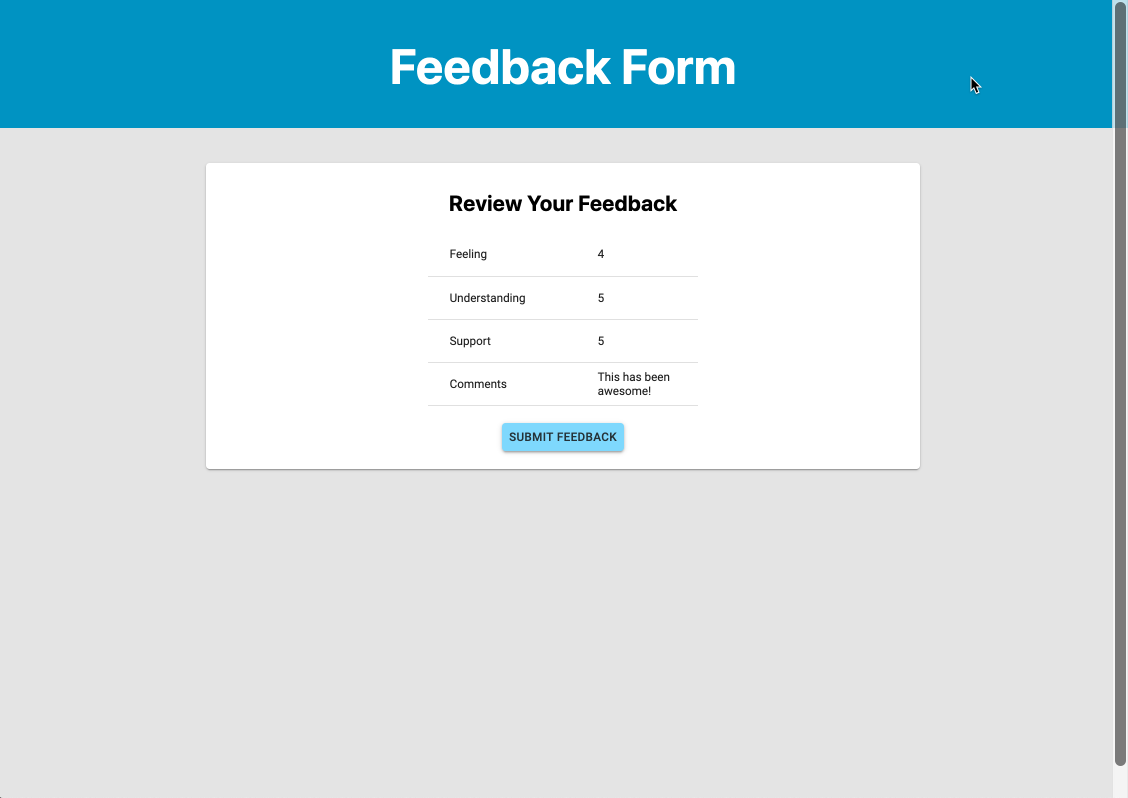 Feedback Form
Review Your Feedback
Feeling 4
Understanding 5
Support 5
Comments This has been
awesome!
SUBMIT FEEDBACK